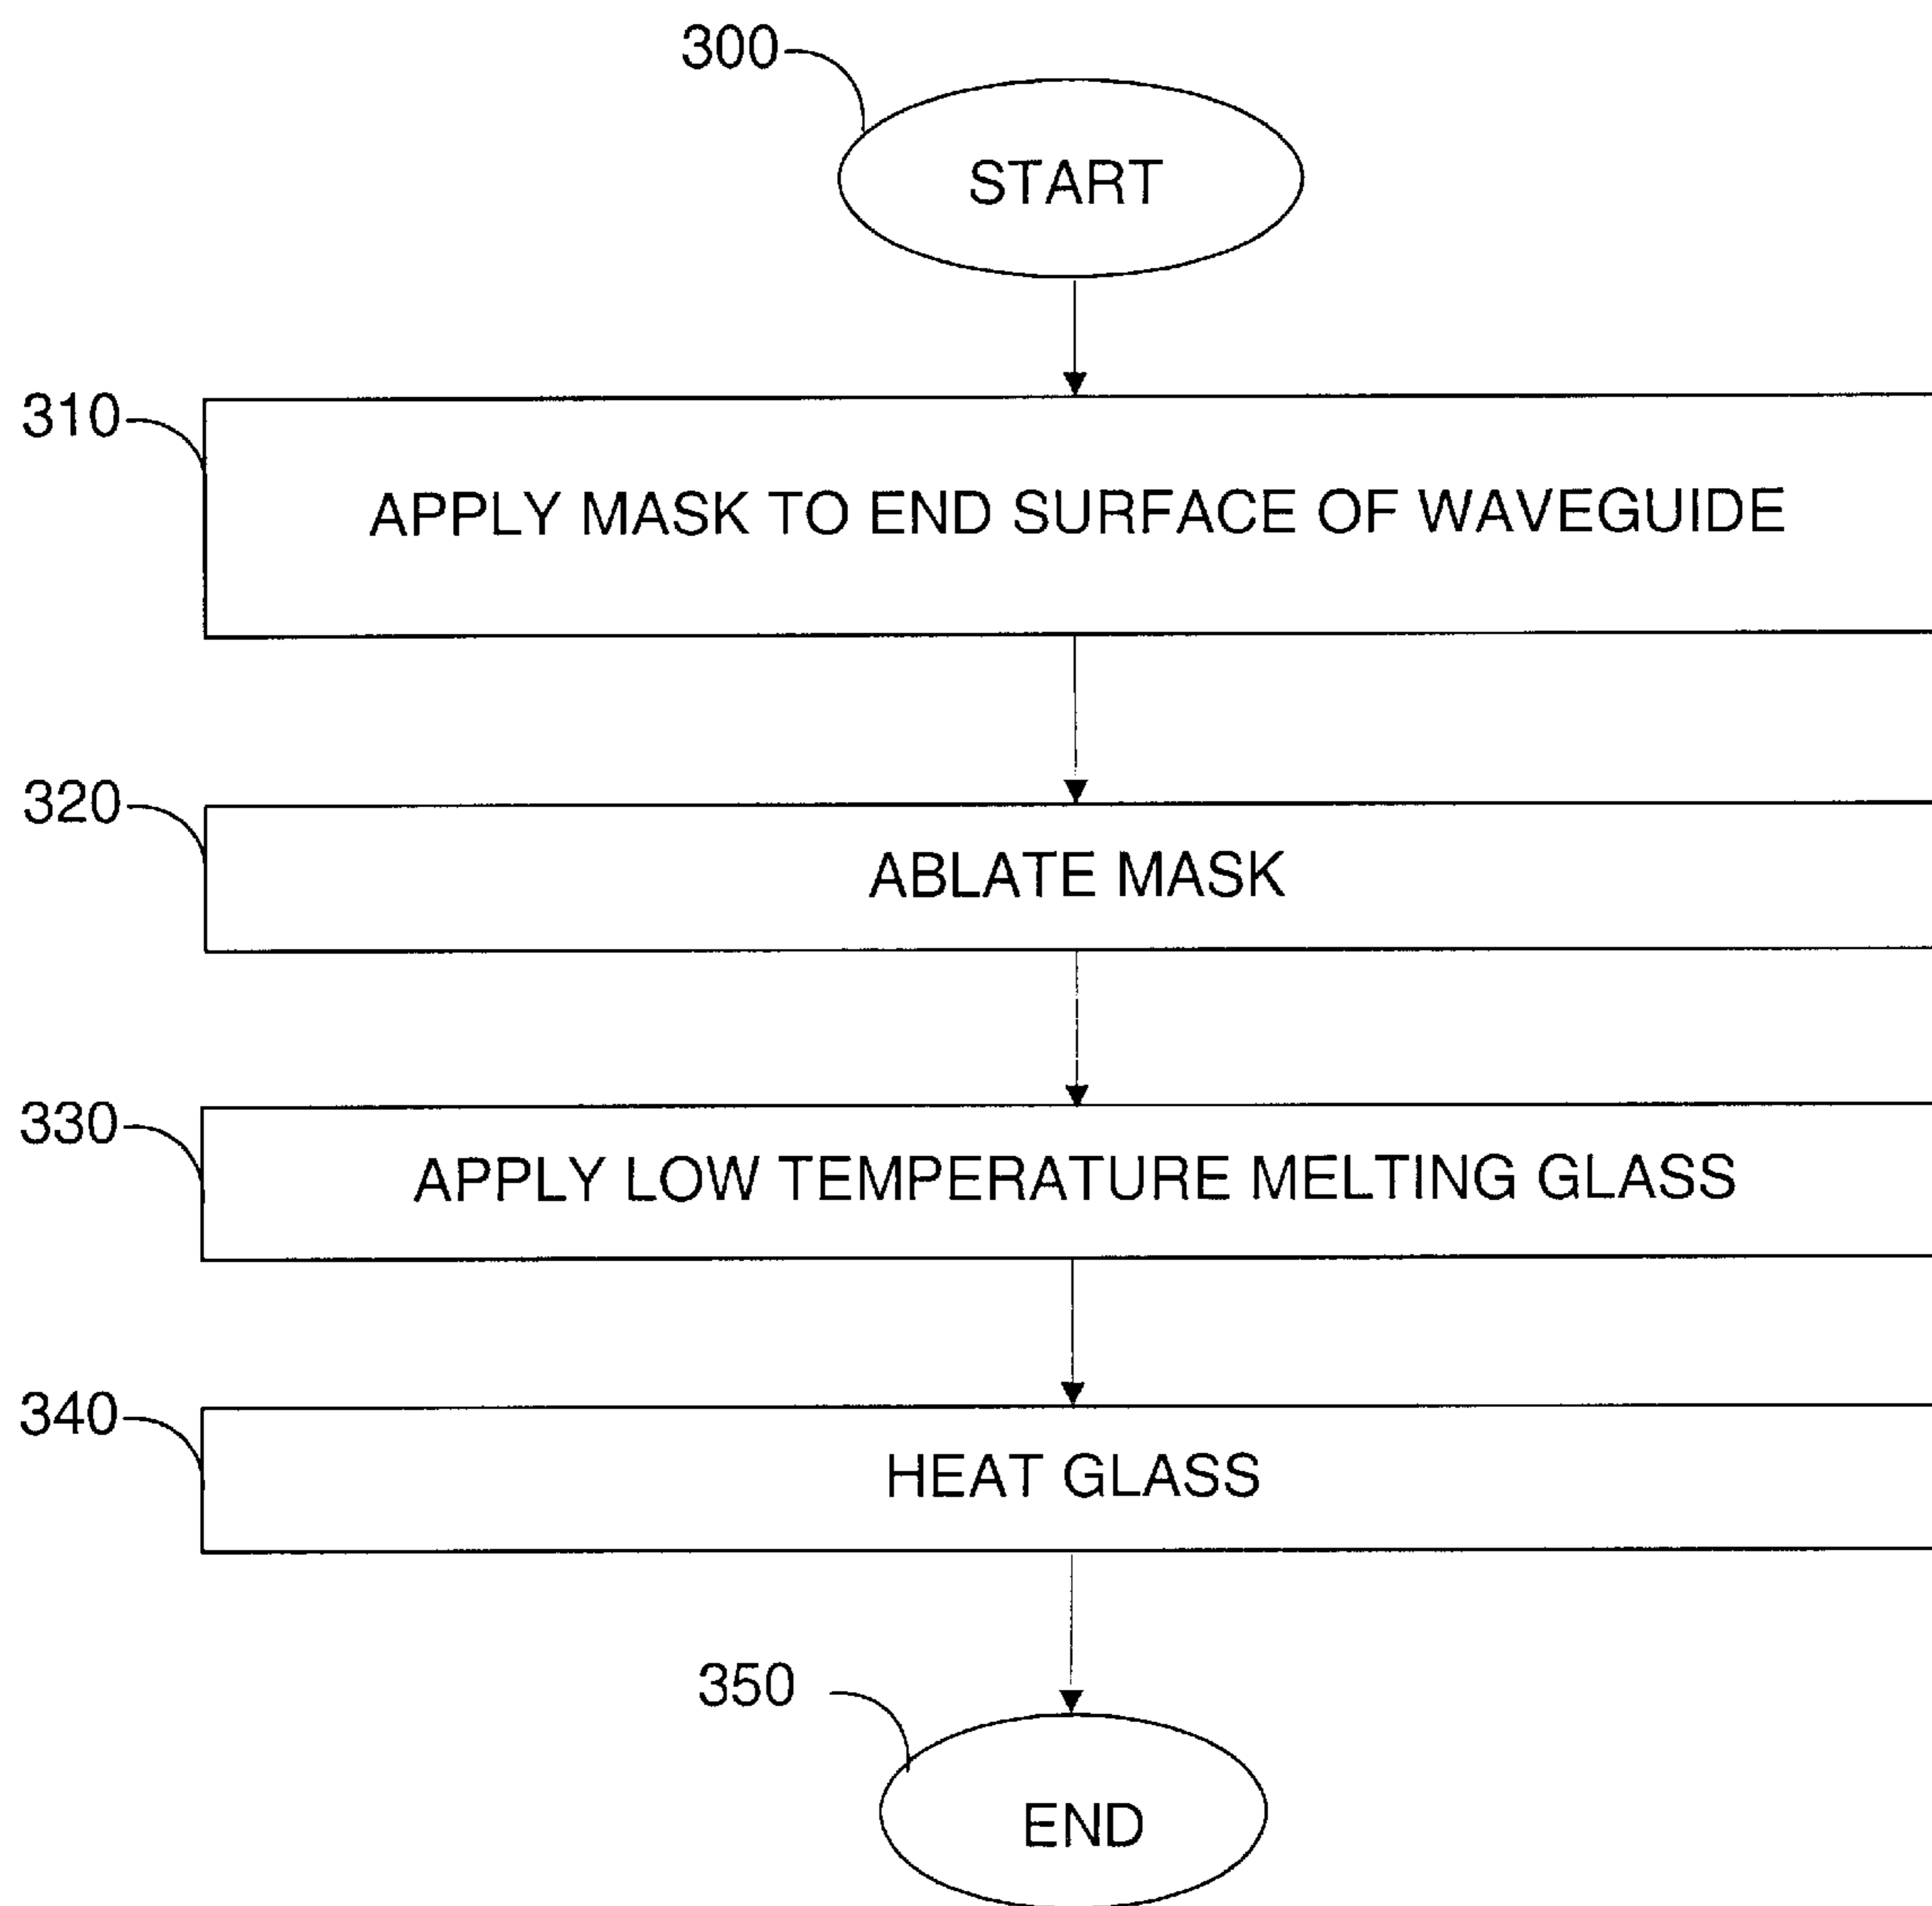 300
START
310
APPLY MASK TO END SURFACE OF WAVEGUIDE
320
ABLATE MASK
330
APPLY LOW TEMPERATURE MELTING GLASS
340
HEAT GLASS
350
END